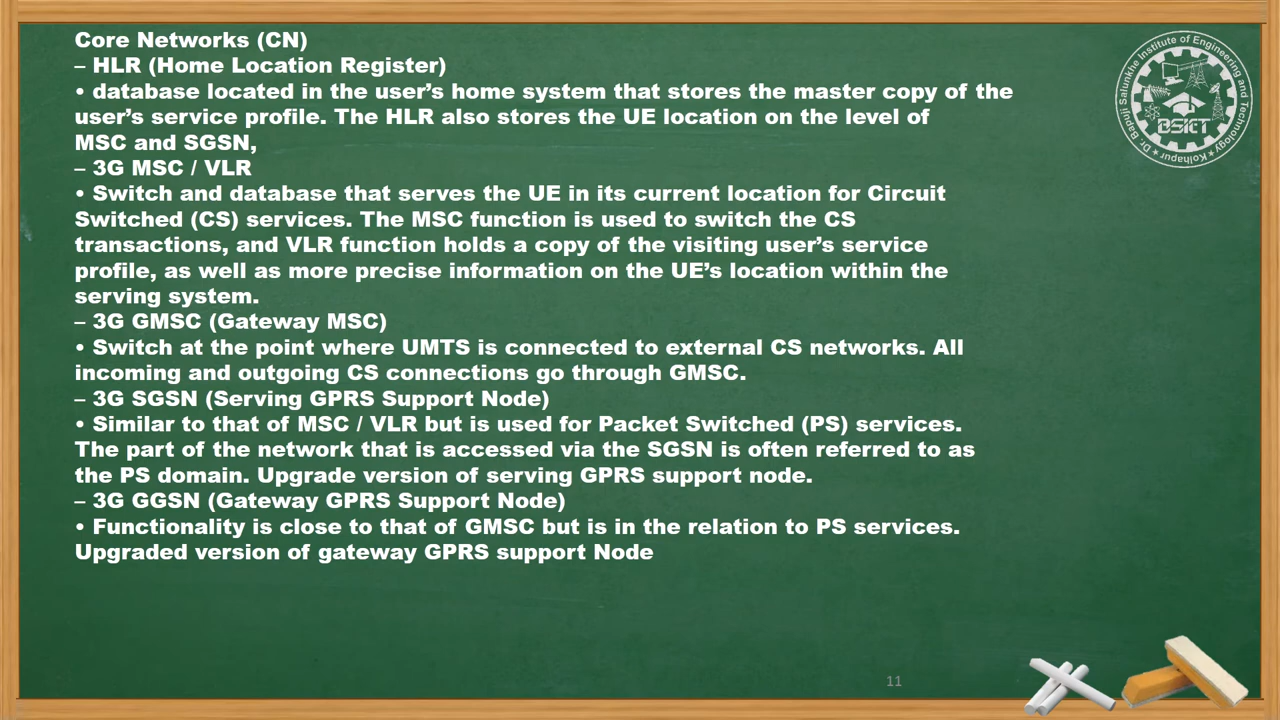 Core Networks (CN)
– HLR (Home Location Register)
• database located in the user’s home system that stores the master copy of the
user’s service profile. The HLR also stores the UE location on the level of
MSC and SGSN,
– 3G MSC / VLR
• Switch and database that serves the UE in its current location for Circuit
Switched (CS) services. The MSC function is used to switch the CS
transactions, and VLR function holds a copy of the visiting user’s service
profile, as well as more precise information on the UE’s location within the
serving system.
– 3G GMSC (Gateway MSC)
• Switch at the point where UMTS is connected to external CS networks. All
incoming and outgoing CS connections go through GMSC.
– 3G SGSN (Serving GPRS Support Node)
• Similar to that of MSC / VLR but is used for Packet Switched (PS) services.
The part of the network that is accessed via the SGSN is often referred to as
the PS domain. Upgrade version of serving GPRS support node.
– 3G GGSN (Gateway GPRS Support Node)
• Functionality is close to that of GMSC but is in the relation to PS services.
Upgraded version of gateway GPRS support Node
Dr Bapuji Salunkhe Institute of Engineering and Technology ★ Kolhapur ★
BSIET
11